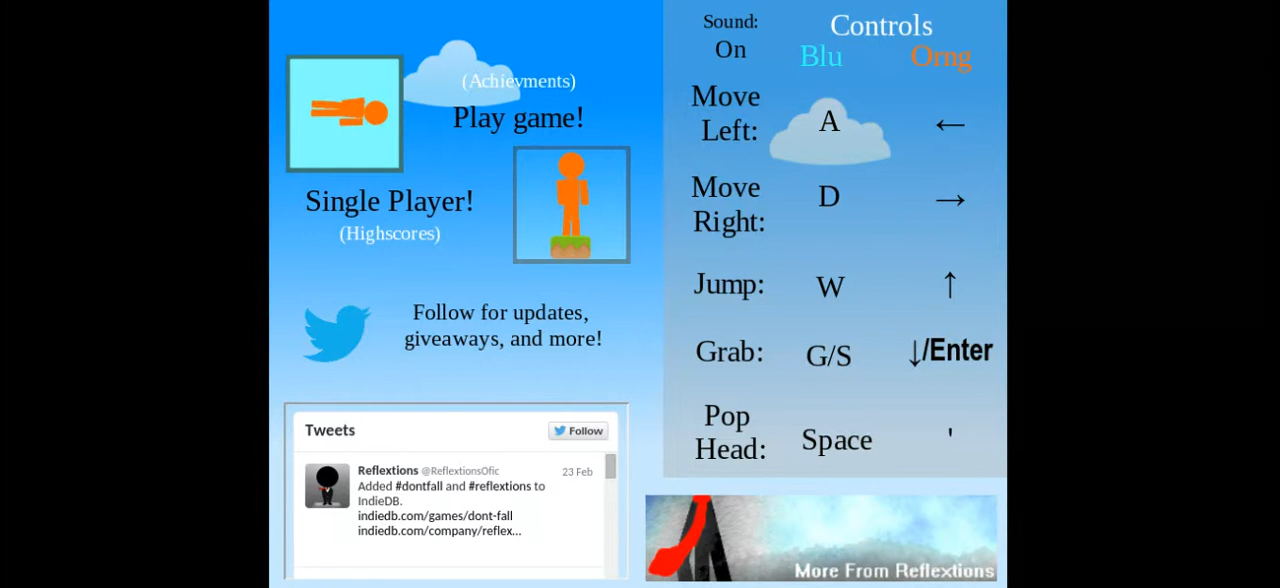 (Achievments)
Play game!
Single Player!
(Highscores)
Follow for updates,
giveaways, and more!
Tweets
Follow
Reflextions @ReflextionsOfic 23 Feb
Added #dontfall and #reflextions to
IndieDB.
indiedb.com/games/dont-fall
indiedb.com/company/reflex...
Sound:
On
Controls
Blu Orng
Move
Left: A ←
Move
Right: D →
Jump: W ↑
Grab: G/S ↓/Enter
Pop
Head: Space '
More From Reflextions